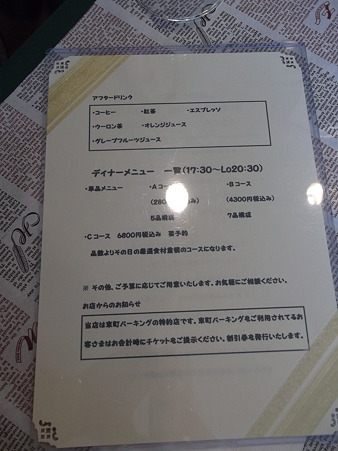 アフタードリンク
・コーヒー ・紅茶 ・エスプレッソ
・ウーロン茶 ・オレンジジュース
・グレープフルーツジュース
ディナーメニュー 一覧(17:30～Lo20:30)
・単品メニュー ・Aコース ・Bコース
(280 み) (4300円税込み)
5品構成 7品構成
・Cコース 6800円税込み 要予約
品数よりその日の厳選食材重視のコースになります。
※ その他、ご予算に応じてご用意いたします。お気軽にご相談ください。
お店からのお知らせ
当店は東町パーキングの特約店です。東町パーキングをご利用されてるお
客さまはお会計時にチケットをご提示ください。割引券を発行いたします。